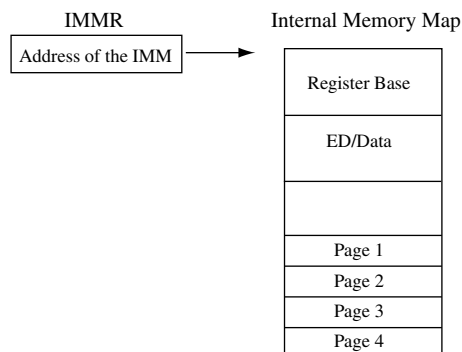 IMMR
Internal Memory Map
Address of the IMM
Register Base
ED/Data
Page 1
Page 2
Page 3
Page 4